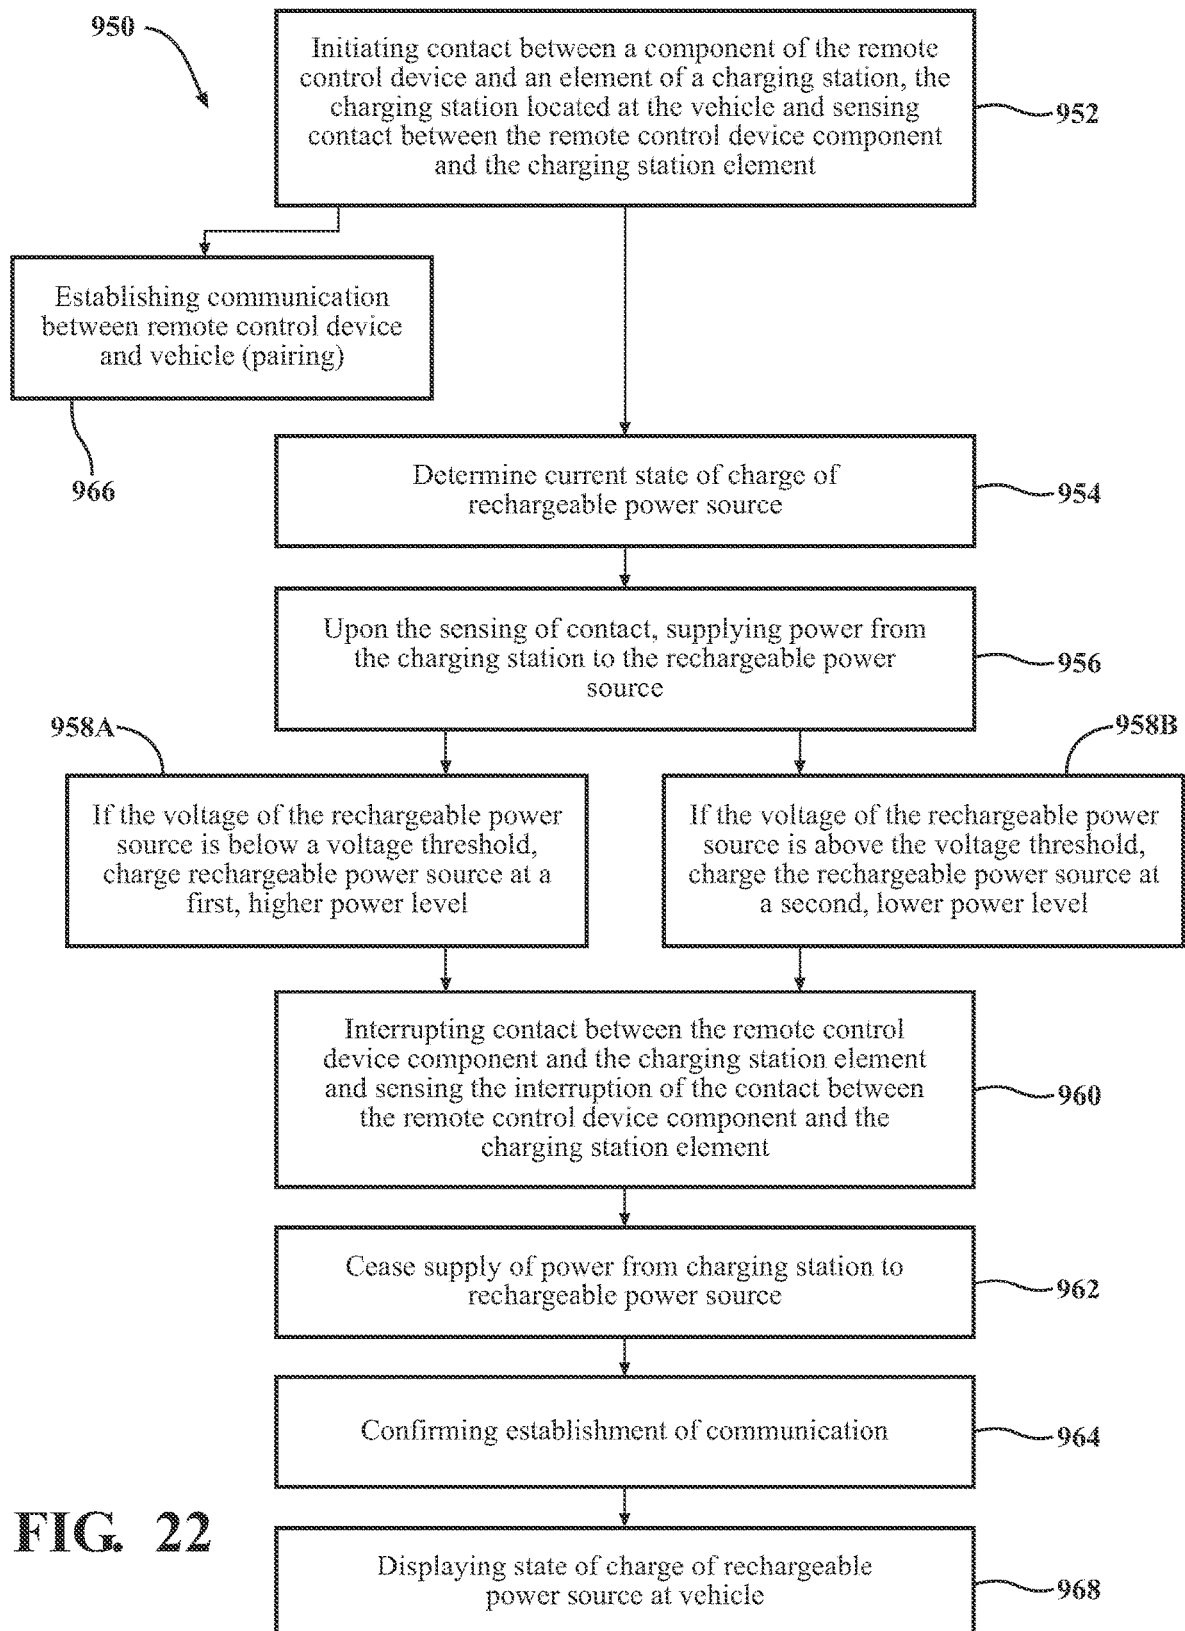 950
Initiating contact between a component of the remote
control device and an element of a charging station, the
charging station located at the vehicle and sensing
contact between the remote control device component
and the charging station element
952
Establishing communication
between remote control device
and vehicle (pairing)
966
Determine current state of charge of
rechargeable power source
954
Upon the sensing of contact, supplying power from
the charging station to the rechargeable power
source
956
958A
958B
If the voltage of the rechargeable power
source is below a voltage threshold,
charge rechargeable power source at a
first, higher power level
If the voltage of the rechargeable power
source is above the voltage threshold,
charge the rechargeable power source at
a second, lower power level
Interrupting contact between the remote control
device component and the charging station element
and sensing the interruption of the contact between
the remote control device component and the
charging station element
960
Cease supply of power from charging station to
rechargeable power source
962
Confirming establishment of communication
964
FIG. 22
Displaying state of charge of rechargeable
power source at vehicle
968